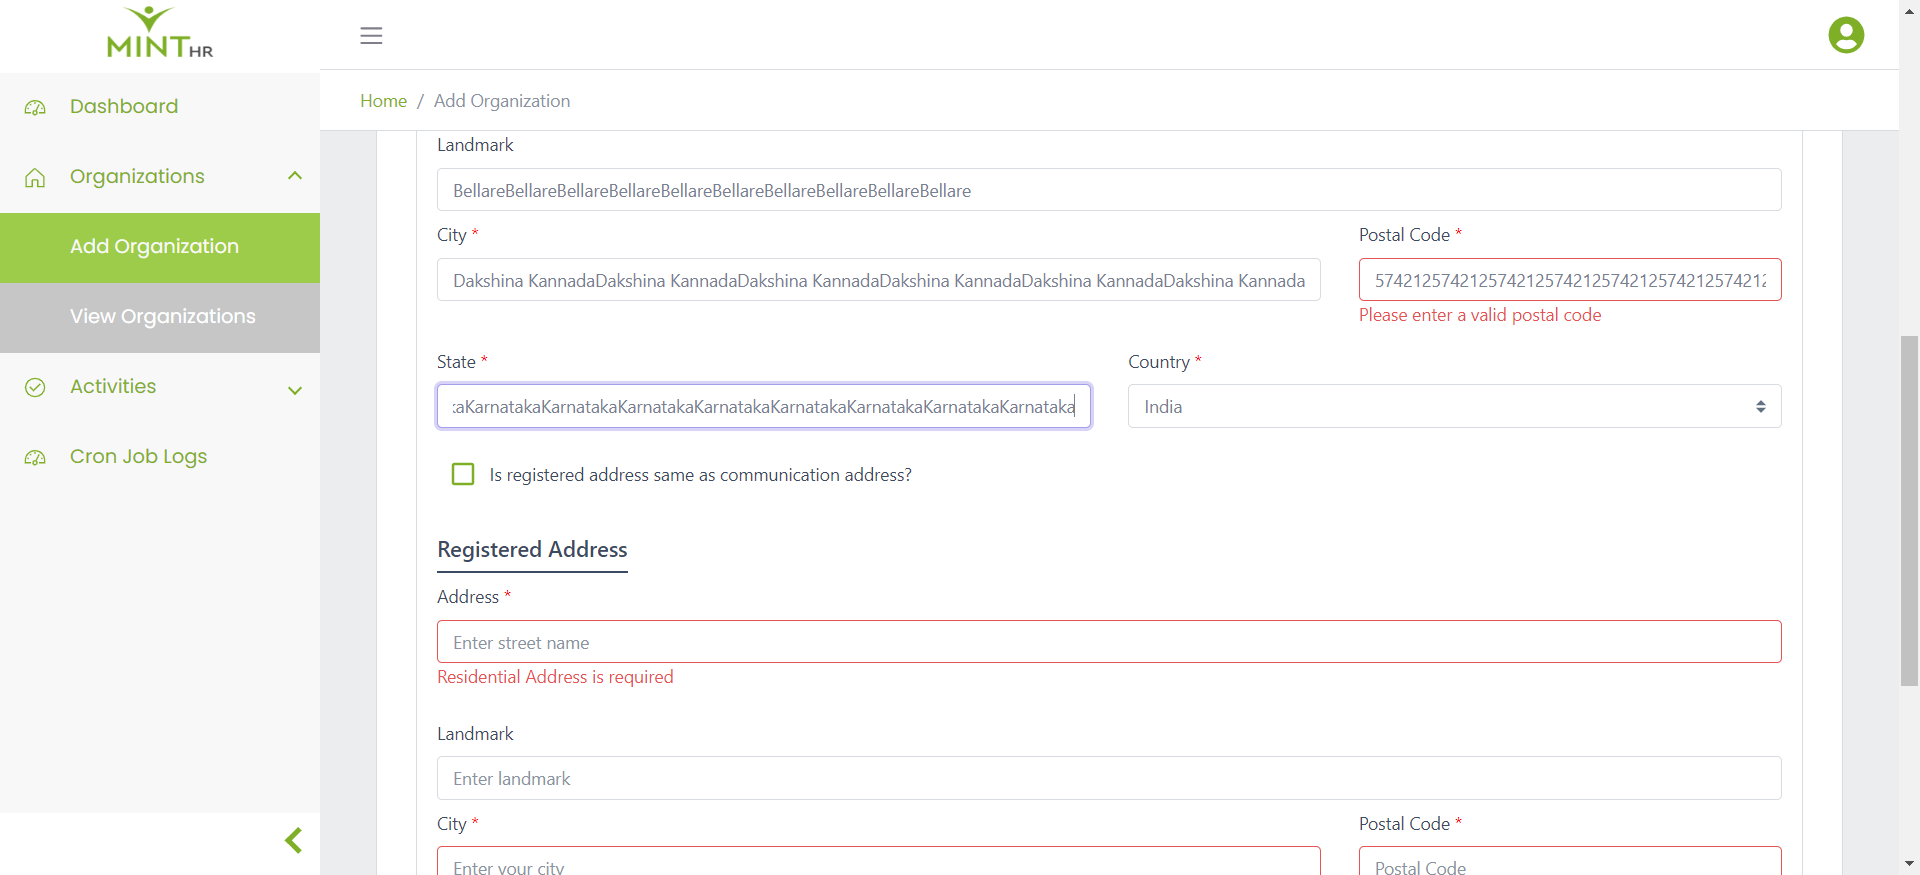 MINT HR
Home / Add Organization
Dashboard
Organizations
Add Organization
View Organizations
Activities
Cron Job Logs
Landmark
BellareBellareBellareBellareBellareBellareBellareBellareBellareBellare
City *
Postal Code *
Dakshina KannadaDakshina KannadaDakshina KannadaDakshina KannadaDakshina KannadaDakshina Kannada
574212574212574212574212574212574212574212574212
Please enter a valid postal code
State *
Country *
aKarnatakaKarnatakaKarnatakaKarnatakaKarnatakaKarnatakaKarnatakaKarnataka
India
Is registered address same as communication address?
Registered Address
Address *
Enter street name
Residential Address is required
Landmark
Enter landmark
City *
Postal Code *
Enter your city
Postal Code